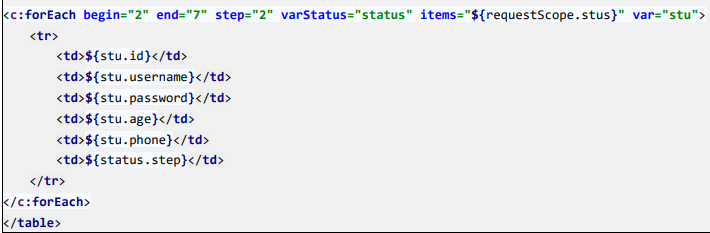 <c:forEach begin="2" end="7" step="2" varStatus="status" items="${requestScope.stus}" var="stu">
<tr>
<td>${stu.id}</td>
<td>${stu.username}</td>
<td>${stu.password}</td>
<td>${stu.age}</td>
<td>${stu.phone}</td>
<td>${status.step}</td>
</tr>
</c:forEach>
</table>